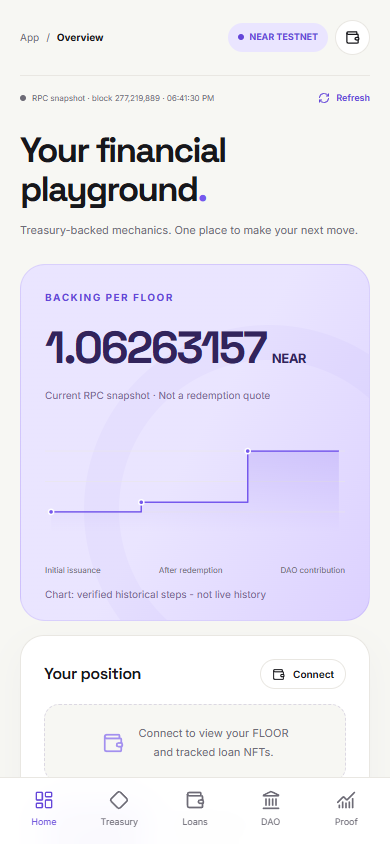 App / Overview
NEAR TESTNET
RPC snapshot · block 277,219,889 · 06:41:30 PM
Refresh
Your financial
playground.
Treasury-backed mechanics. One place to make your next move.
BACKING PER FLOOR
1.06263157 NEAR
Current RPC snapshot · Not a redemption quote
Initial issuance
After redemption
DAO contribution
Chart: verified historical steps - not live history
Your position
Connect
Connect to view your FLOOR
and tracked loan NFTs.
Home
Treasury
Loans
DAO
Proof